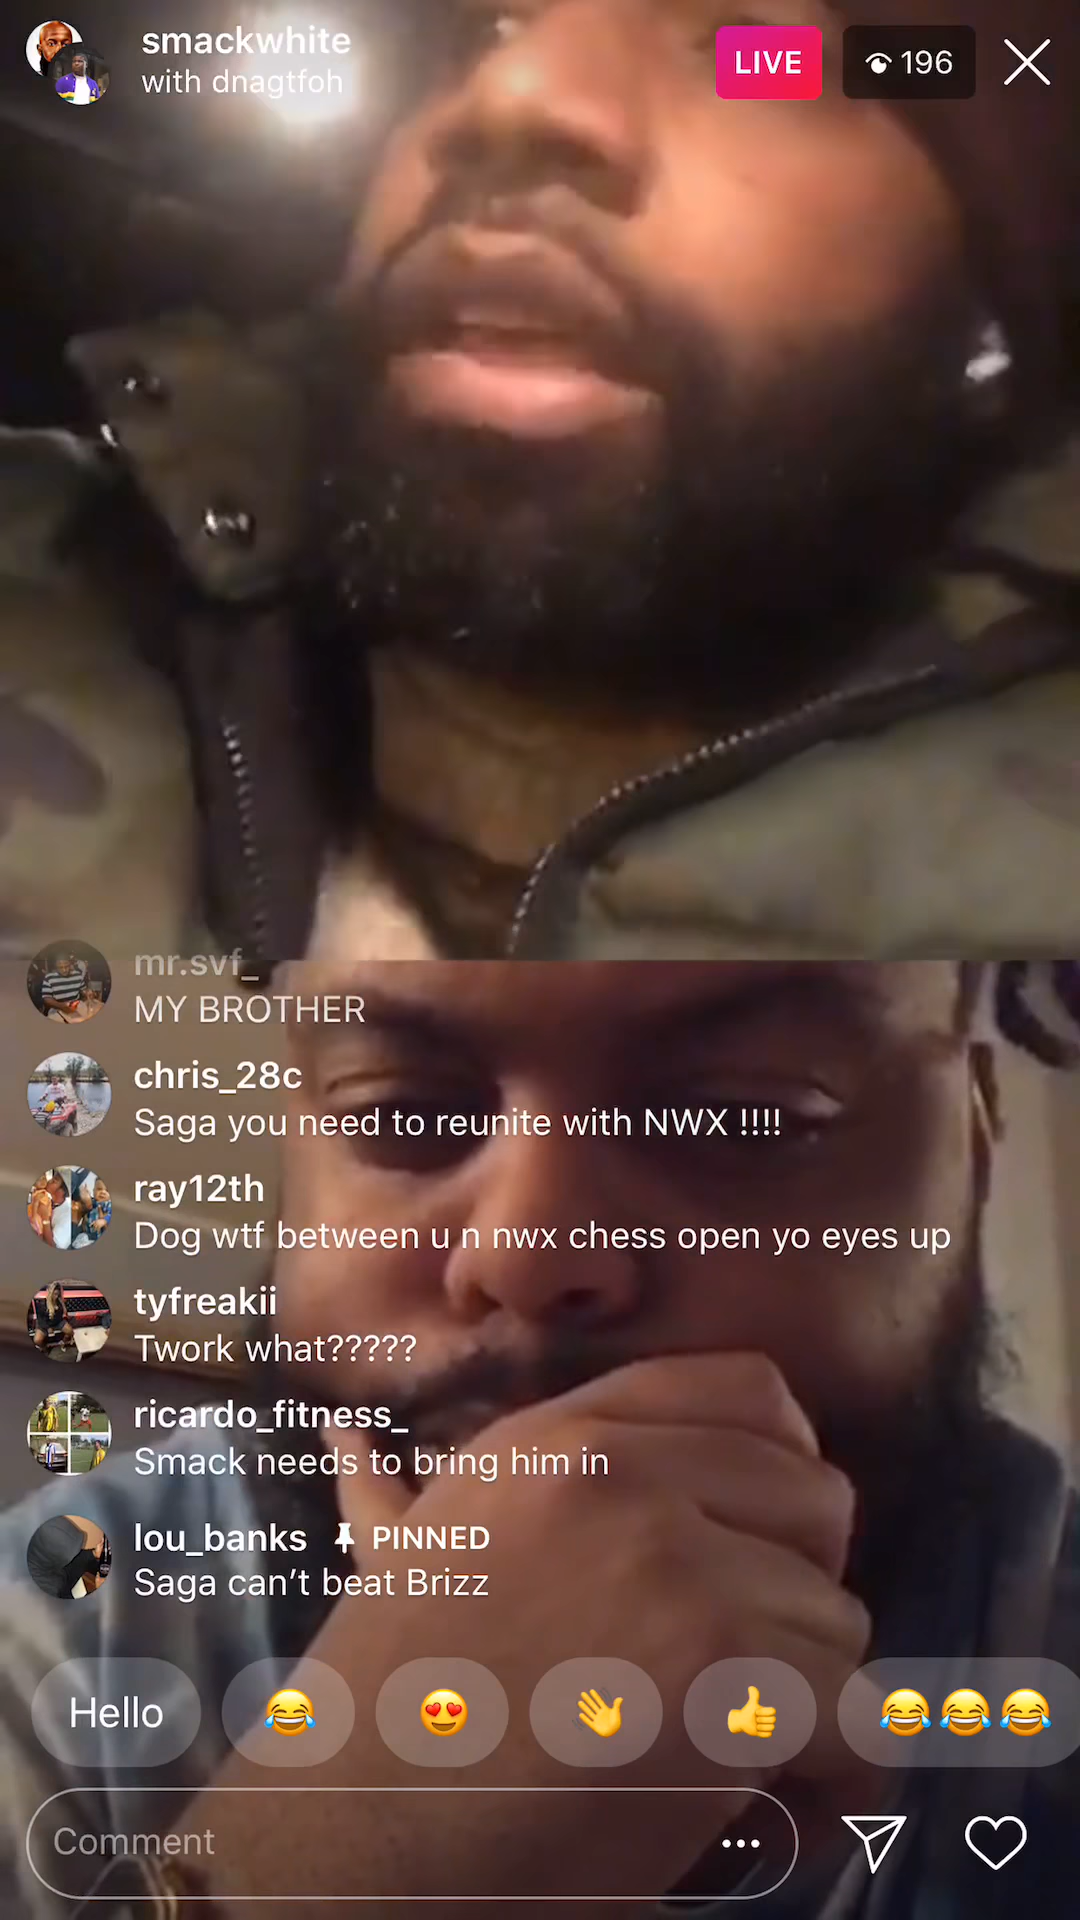 smackwhite
with dnagtfoh
LIVE
196
mr.svf_
MY BROTHER
chris_28c
Saga you need to reunite with NWX !!!!
ray12th
Dog wtf between u n nwx chess open yo eyes up
tyfreakii
Twork what?????
ricardo_fitness_
Smack needs to bring him in
lou_banks PINNED
Saga can't beat Brizz
Hello
Comment